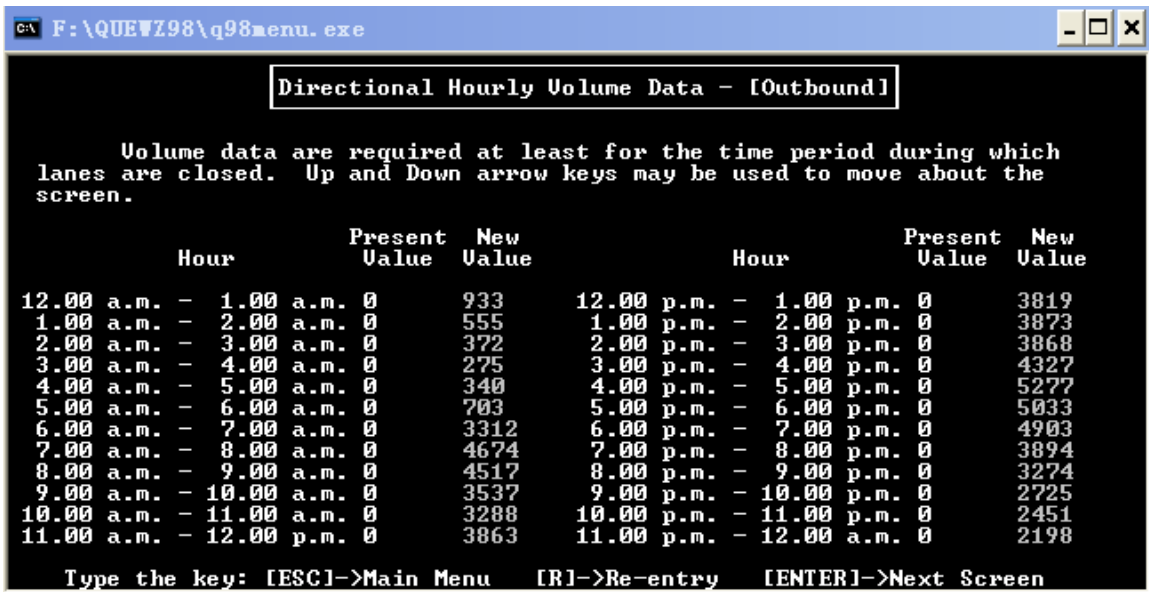 F:\QUEWZ98\q98menu.exe
Directional Hourly Volume Data - [Outbound]
Volume data are required at least for the time period during which
lanes are closed. Up and Down arrow keys may be used to move about the
screen.
Present New Present New
Hour Value Value Hour Value Value
12.00 a.m. - 1.00 a.m. 0 933 12.00 p.m. - 1.00 p.m. 0 3819
1.00 a.m. - 2.00 a.m. 0 555 1.00 p.m. - 2.00 p.m. 0 3873
2.00 a.m. - 3.00 a.m. 0 372 2.00 p.m. - 3.00 p.m. 0 3868
3.00 a.m. - 4.00 a.m. 0 275 3.00 p.m. - 4.00 p.m. 0 4327
4.00 a.m. - 5.00 a.m. 0 340 4.00 p.m. - 5.00 p.m. 0 5277
5.00 a.m. - 6.00 a.m. 0 703 5.00 p.m. - 6.00 p.m. 0 5033
6.00 a.m. - 7.00 a.m. 0 3312 6.00 p.m. - 7.00 p.m. 0 4903
7.00 a.m. - 8.00 a.m. 0 4674 7.00 p.m. - 8.00 p.m. 0 3894
8.00 a.m. - 9.00 a.m. 0 4517 8.00 p.m. - 9.00 p.m. 0 3274
9.00 a.m. - 10.00 a.m. 0 3537 9.00 p.m. - 10.00 p.m. 0 2725
10.00 a.m. - 11.00 a.m. 0 3288 10.00 p.m. - 11.00 p.m. 0 2451
11.00 a.m. - 12.00 p.m. 0 3863 11.00 p.m. - 12.00 a.m. 0 2198
Type the key: [ESC]->Main Menu [R]->Re-entry [ENTER]->Next Screen